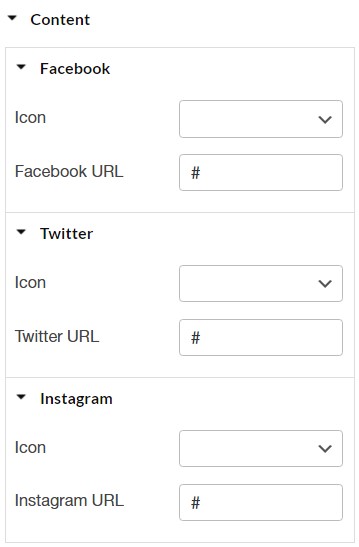 Content
Facebook
Icon
Facebook URL #
Twitter
Icon
Twitter URL #
Instagram
Icon
Instagram URL #